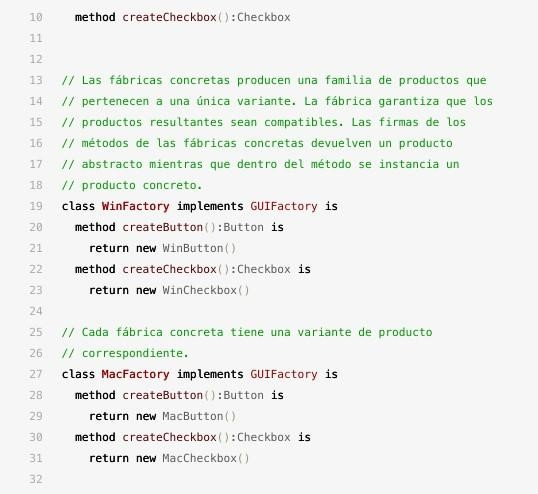 10 method createCheckbox():Checkbox
11
12
13 // Las fábricas concretas producen una familia de productos que
14 // pertenecen a una única variante. La fábrica garantiza que los
15 // productos resultantes sean compatibles. Las firmas de los
16 // métodos de las fábricas concretas devuelven un producto
17 // abstracto mientras que dentro del método se instancia un
18 // producto concreto.
19 class WinFactory implements GUIFactory is
20 method createButton():Button is
21 return new WinButton()
22 method createCheckbox():Checkbox is
23 return new WinCheckbox()
24
25 // Cada fábrica concreta tiene una variante de producto
26 // correspondiente.
27 class MacFactory implements GUIFactory is
28 method createButton():Button is
29 return new MacButton()
30 method createCheckbox():Checkbox is
31 return new MacCheckbox()
32